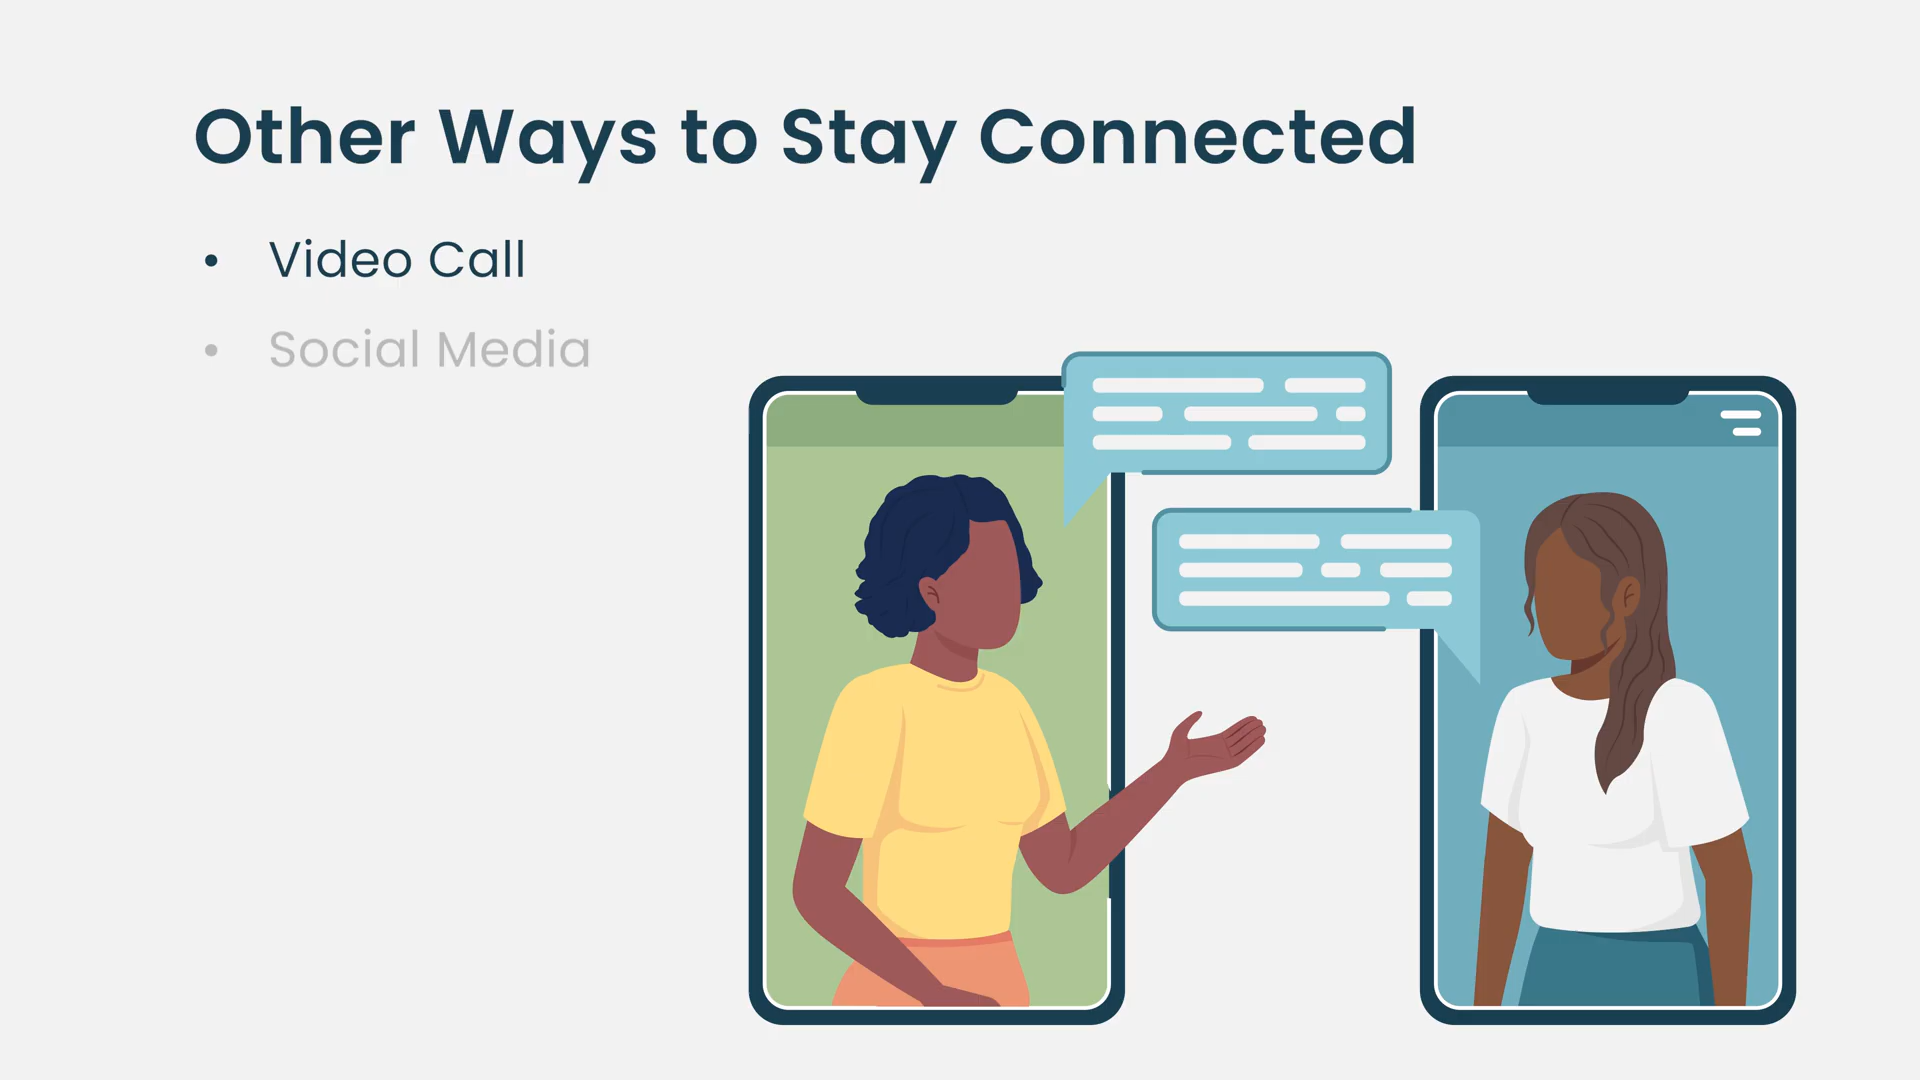 Other Ways to Stay Connected
• Video Call
• Social Media